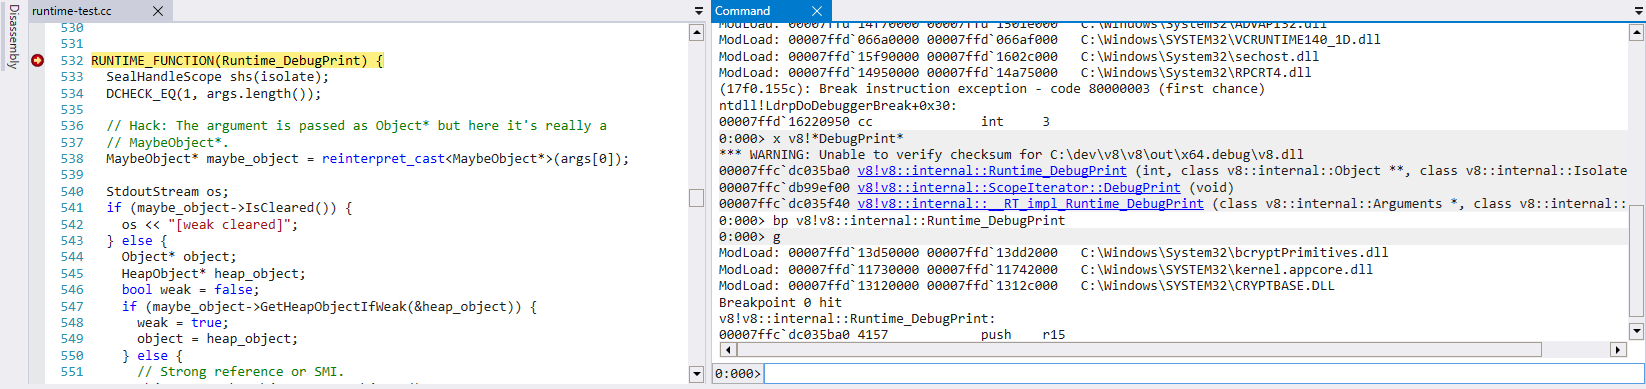 Disassembly
runtime-test.cc
530
531
532 RUNTIME_FUNCTION(Runtime_DebugPrint) {
533 SealHandleScope shs(isolate);
534 DCHECK_EQ(1, args.length());
535
536 // Hack: The argument is passed as Object* but here it's really a
537 // MaybeObject*.
538 MaybeObject* maybe_object = reinterpret_cast<MaybeObject*>(args[0]);
539
540 StdoutStream os;
541 if (maybe_object->IsCleared()) {
542 os << "[weak cleared]";
543 } else {
544 Object* object;
545 HeapObject* heap_object;
546 bool weak = false;
547 if (maybe_object->GetHeapObjectIfWeak(&heap_object)) {
548 weak = true;
549 object = heap_object;
550 } else {
551 // Strong reference or SMI.
Command
ModLoad: 00007ffd`14f70000 00007ffd`1501e000 C:\Windows\System32\ADVAPI32.dll
ModLoad: 00007ffd`066a0000 00007ffd`066af000 C:\Windows\SYSTEM32\VCRUNTIME140_1D.dll
ModLoad: 00007ffd`15f90000 00007ffd`1602c000 C:\Windows\System32\sechost.dll
ModLoad: 00007ffd`14950000 00007ffd`14a75000 C:\Windows\System32\RPCRT4.dll
(17f0.155c): Break instruction exception - code 80000003 (first chance)
ntdll!LdrpDoDebuggerBreak+0x30:
00007ffd`16220950 cc int 3
0:000> x v8!*DebugPrint*
*** WARNING: Unable to verify checksum for C:\dev\v8\v8\out\x64.debug\v8.dll
00007ffc`dc035ba0 v8!v8::internal::Runtime_DebugPrint (int, class v8::internal::Object **, class v8::internal::Isolate
00007ffc`db99ef00 v8!v8::internal::ScopeIterator::DebugPrint (void)
00007ffc`dc035f40 v8!v8::internal::__RT_impl_Runtime_DebugPrint (class v8::internal::Arguments *, class v8::internal::
0:000> bp v8!v8::internal::Runtime_DebugPrint
0:000> g
ModLoad: 00007ffd`13d50000 00007ffd`13dd2000 C:\Windows\System32\bcryptPrimitives.dll
ModLoad: 00007ffd`11730000 00007ffd`11742000 C:\Windows\SYSTEM32\kernel.appcore.dll
ModLoad: 00007ffd`13120000 00007ffd`1312c000 C:\Windows\SYSTEM32\CRYPTBASE.DLL
Breakpoint 0 hit
v8!v8::internal::Runtime_DebugPrint:
00007ffc`dc035ba0 4157 push r15
0:000>